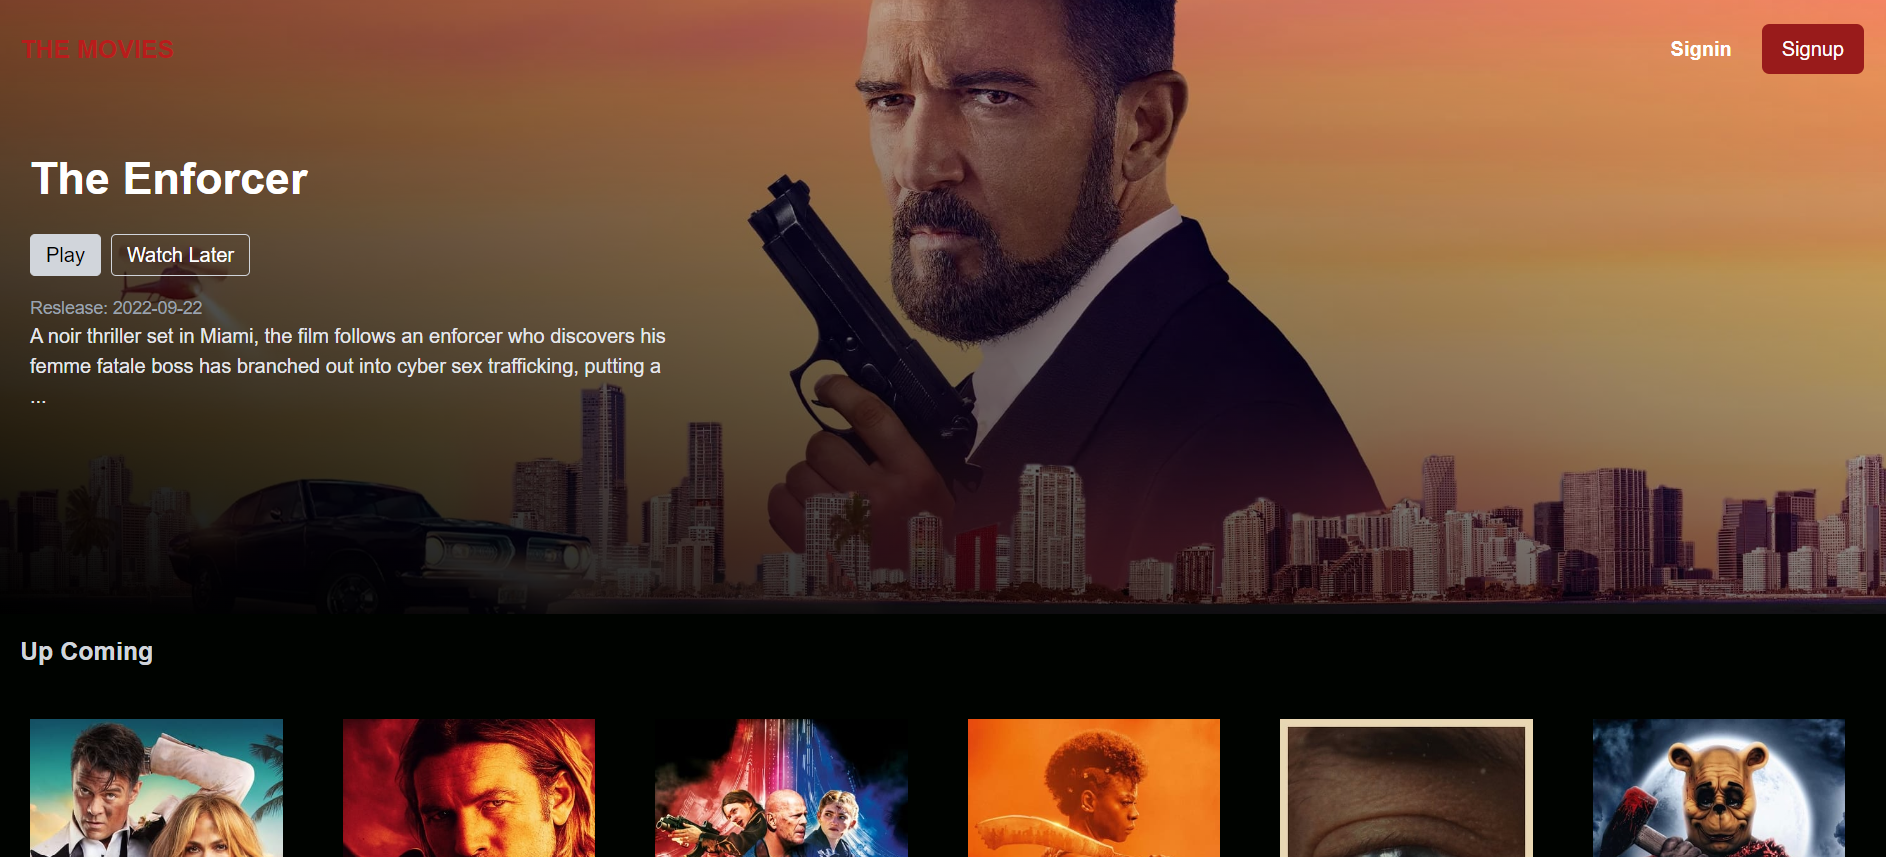 THE MOVIES
Signin
Signup
The Enforcer
Play
Watch Later
Reslease: 2022-09-22
A noir thriller set in Miami, the film follows an enforcer who discovers his
femme fatale boss has branched out into cyber sex trafficking, putting a
...
Up Coming